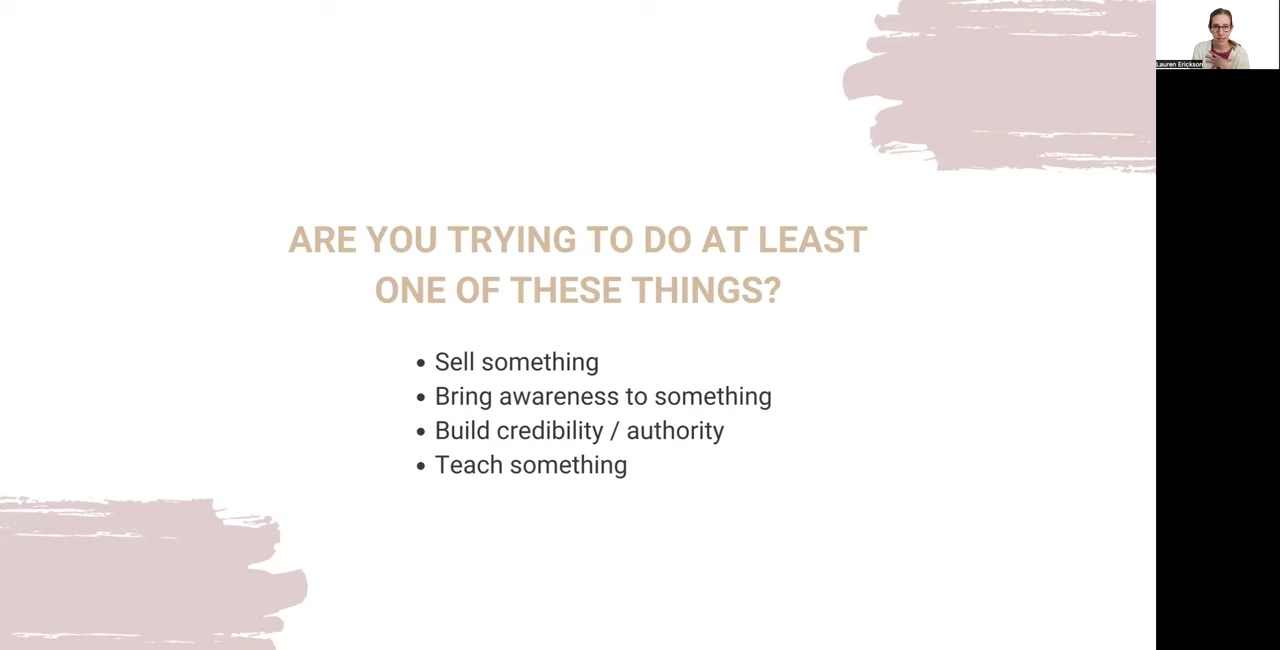 Lauren Erickson
ARE YOU TRYING TO DO AT LEAST
ONE OF THESE THINGS?
• Sell something
• Bring awareness to something
• Build credibility / authority
• Teach something